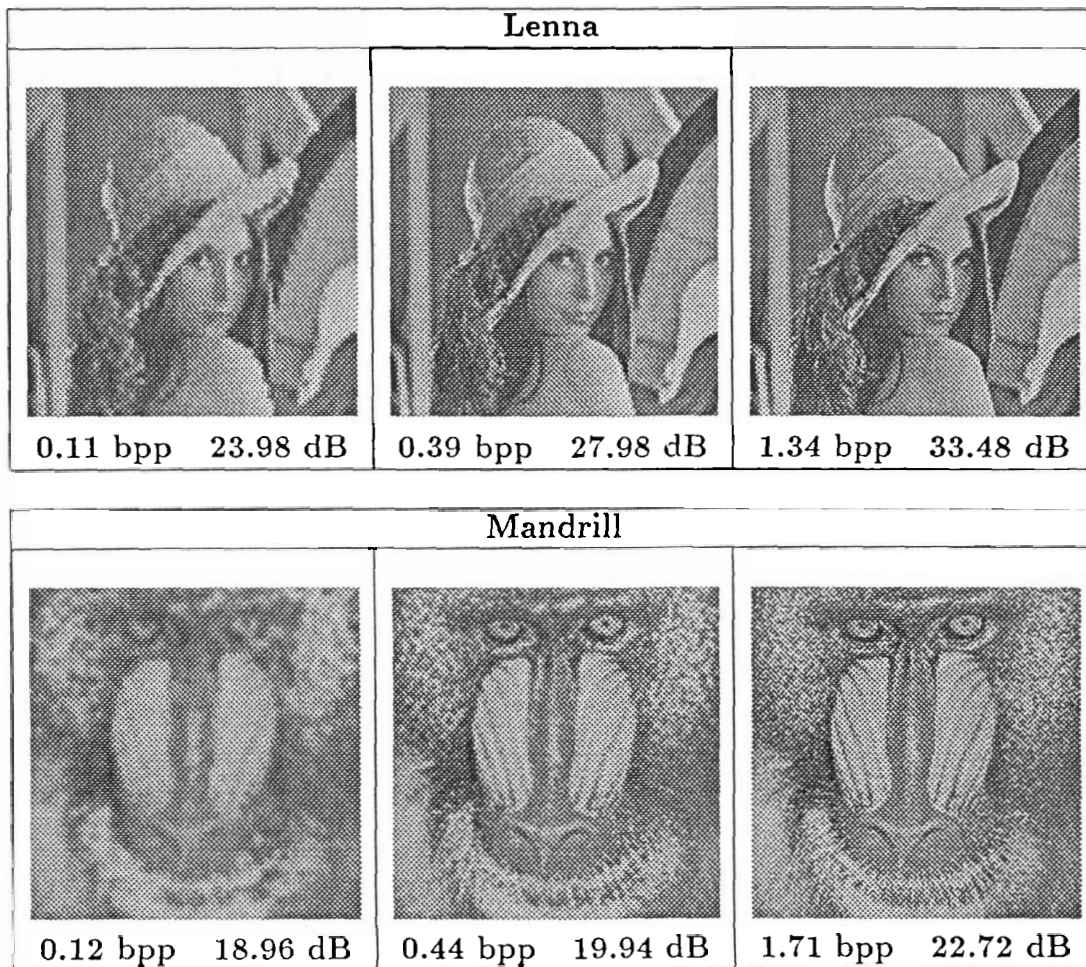 Lenna
0.11 bpp 23.98 dB 0.39 bpp 27.98 dB 1.34 bpp 33.48 dB
Mandrill
0.12 bpp 18.96 dB 0.44 bpp 19.94 dB 1.71 bpp 22.72 dB